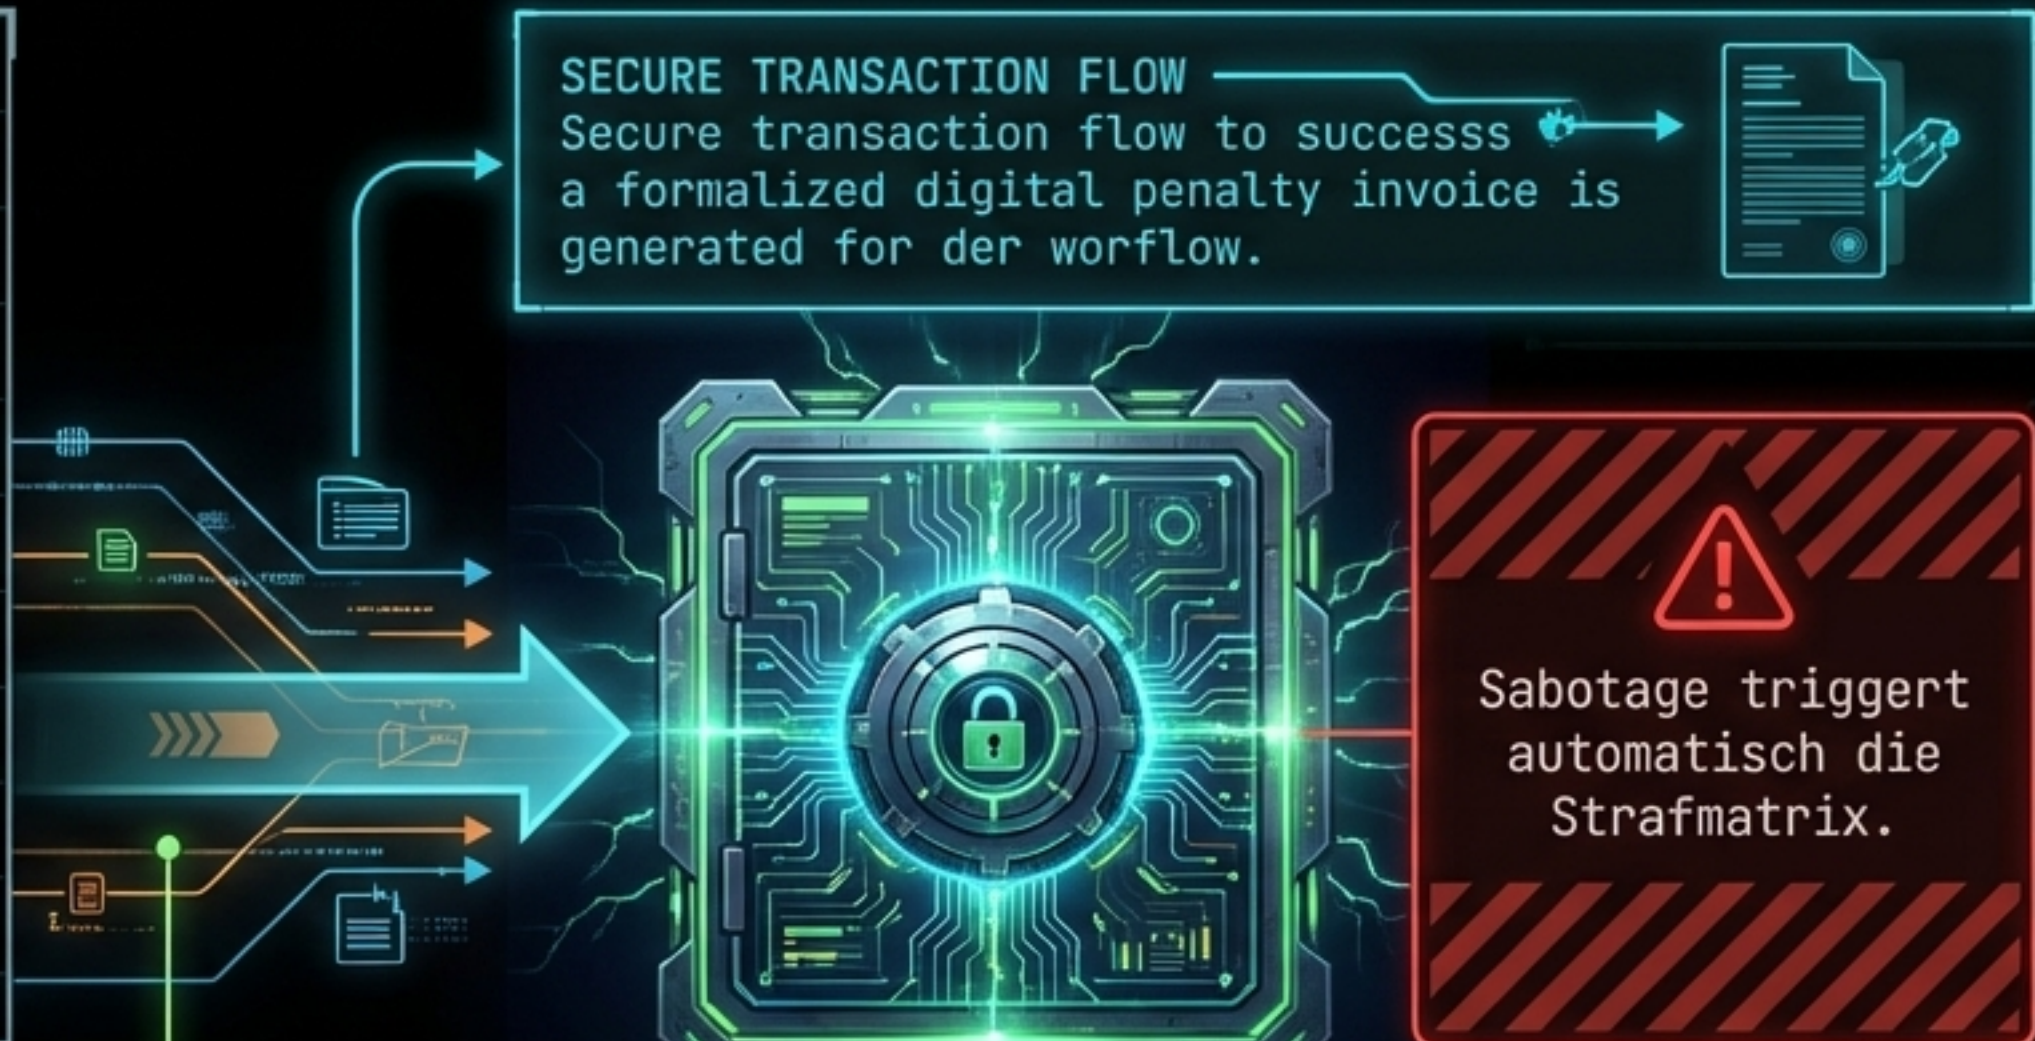 SECURE TRANSACTION FLOW
Secure transaction flow to successs
a formalized digital penalty invoice is
generated for der worflow.
Sabotage triggert
automatisch die
Strafmatrix.